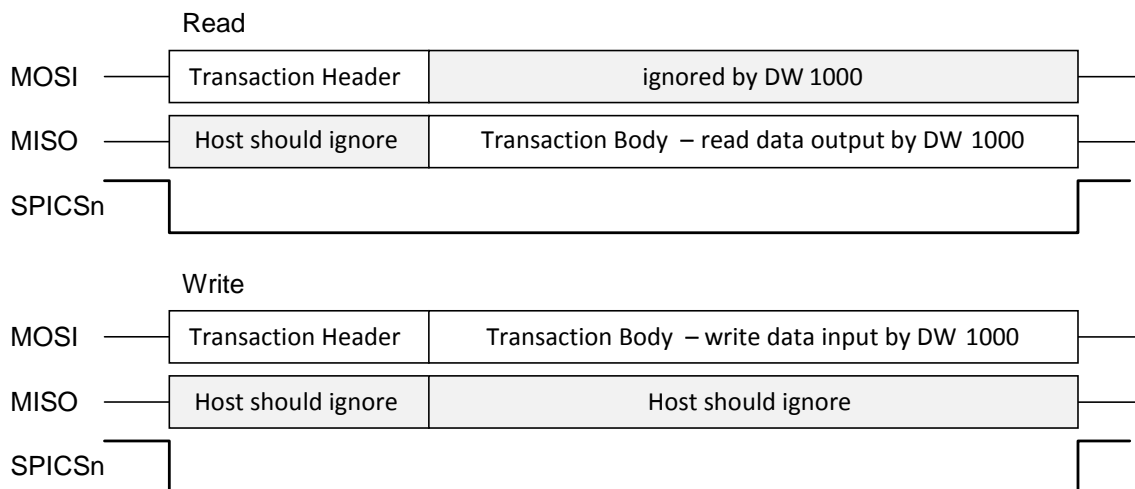 Read
MOSI Transaction Header ignored by DW 1000
MISO Host should ignore Transaction Body – read data output by DW 1000
SPICSn
Write
MOSI Transaction Header Transaction Body – write data input by DW 1000
MISO Host should ignore Host should ignore
SPICSn